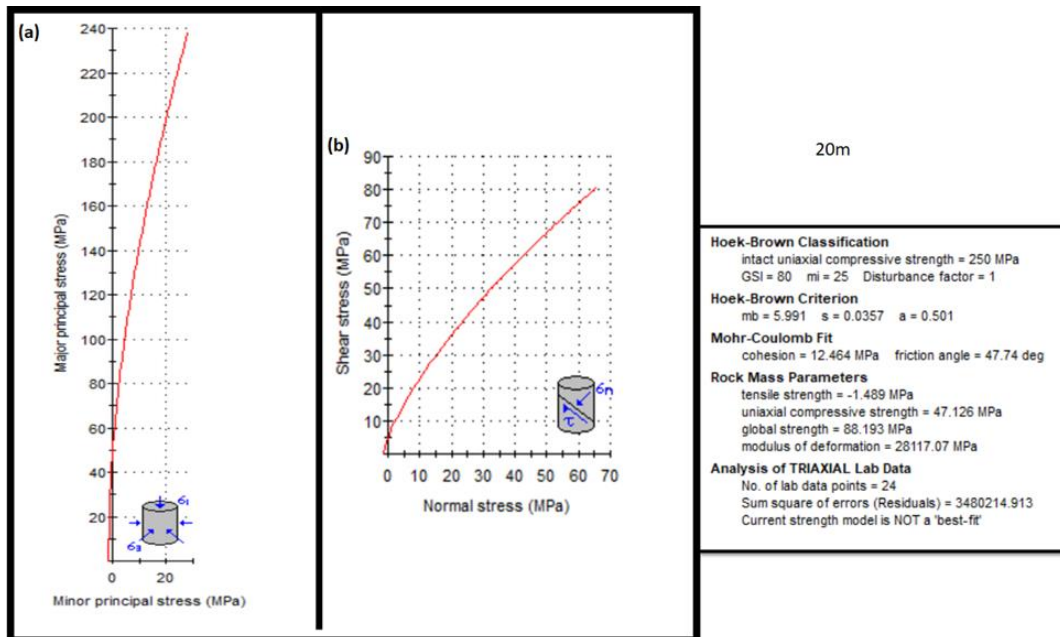 (a)
240
220
200
180
160
140
120
100
80
60
40
20
0 20
Major principal stress (MPa)
Minor principal stress (MPa)
σ1
σ3
(b)
90
80
70
60
50
40
30
20
10
0 10 20 30 40 50 60 70
Shear stress (MPa)
Normal stress (MPa)
σn
τ
20m
Hoek-Brown Classification
intact uniaxial compressive strength = 250 MPa
GSI = 80 mi = 25 Disturbance factor = 1
Hoek-Brown Criterion
mb = 5.991 s = 0.0357 a = 0.501
Mohr-Coulomb Fit
cohesion = 12.464 MPa friction angle = 47.74 deg
Rock Mass Parameters
tensile strength = -1.489 MPa
uniaxial compressive strength = 47.126 MPa
global strength = 88.193 MPa
modulus of deformation = 28117.07 MPa
Analysis of TRIAXIAL Lab Data
No. of lab data points = 24
Sum square of errors (Residuals) = 3480214.913
Current strength model is NOT a 'best-fit'